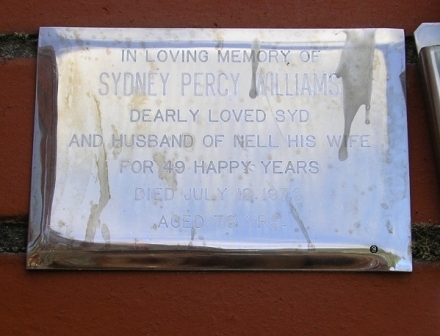 IN LOVING MEMORY OF
SYDNEY PERCY WILLIAMS
DEARLY LOVED SYD
AND HUSBAND OF NELL HIS WIFE
FOR 49 HAPPY YEARS
DIED JULY
AGED